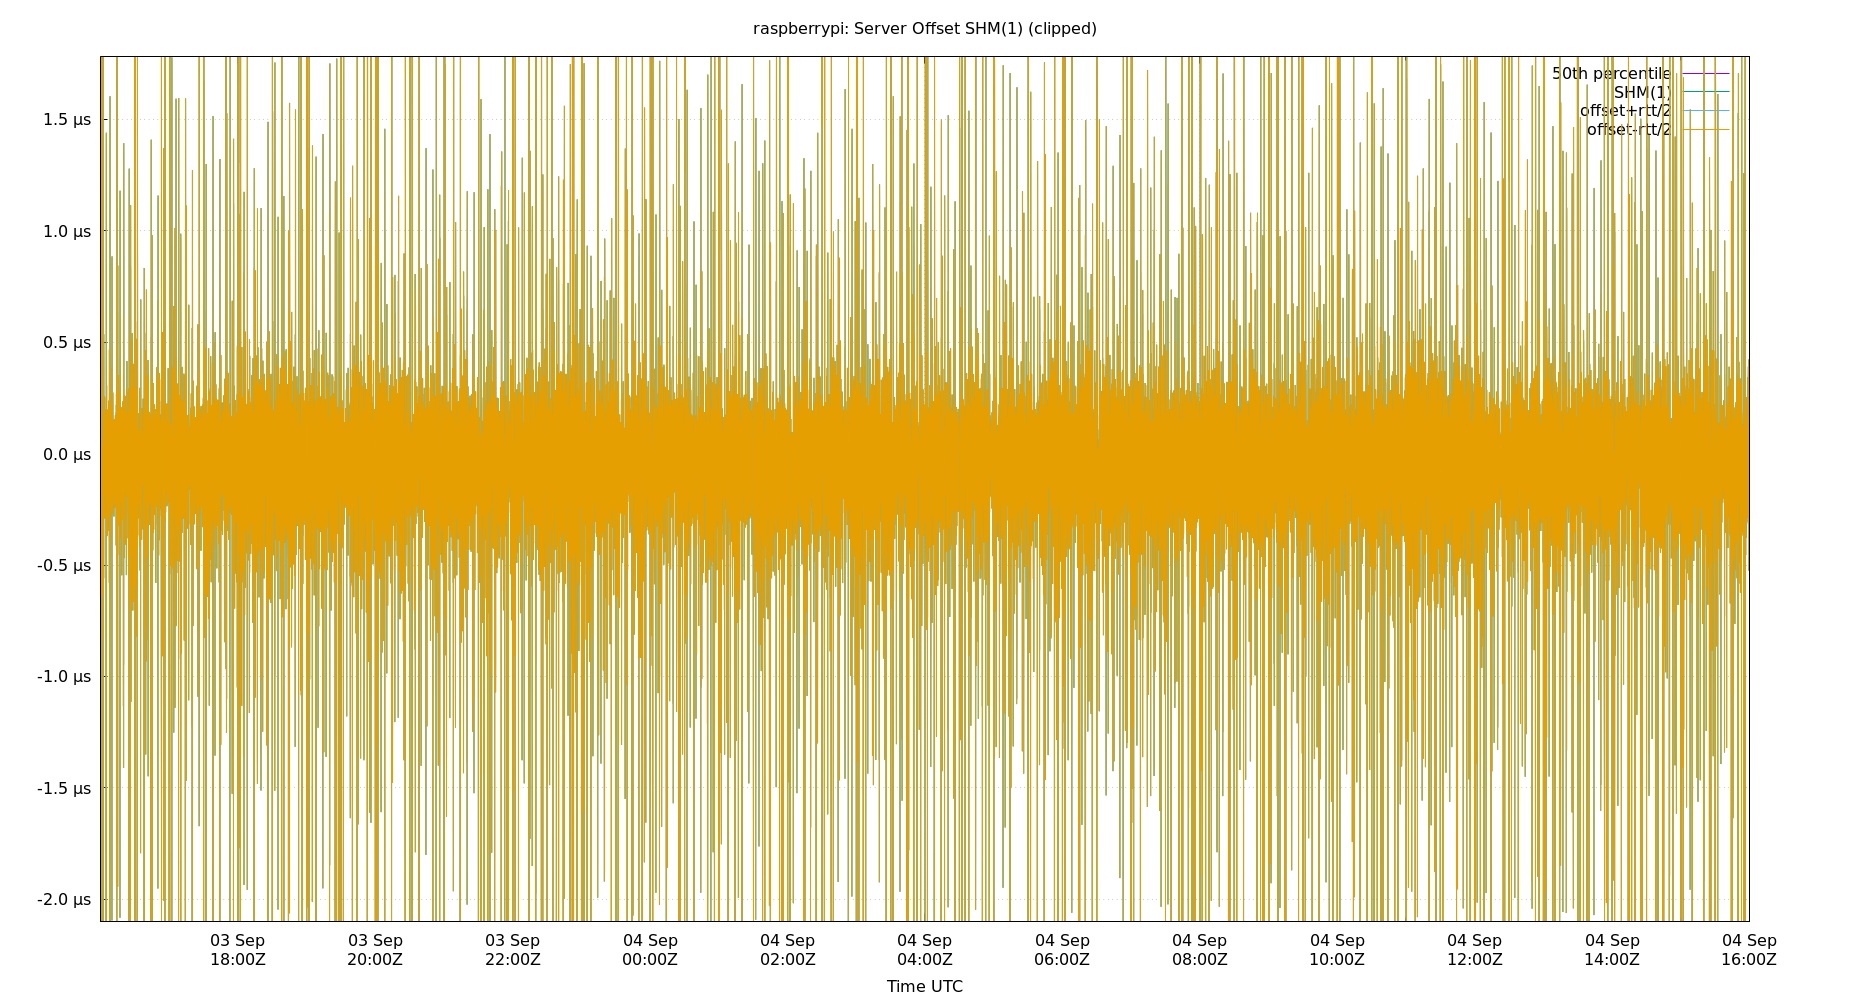 raspberrypi: Server Offset SHM(1) (clipped)
50th percentile
SHM(1)
offset+rtt/2
offset-rtt/2
1.5 µs
1.0 µs
0.5 µs
0.0 µs
-0.5 µs
-1.0 µs
-1.5 µs
-2.0 µs
03 Sep 03 Sep 03 Sep 04 Sep 04 Sep 04 Sep 04 Sep 04 Sep 04 Sep 04 Sep 04 Sep 04 Sep
18:00Z 20:00Z 22:00Z 00:00Z 02:00Z 04:00Z 06:00Z 08:00Z 10:00Z 12:00Z 14:00Z 16:00Z
Time UTC